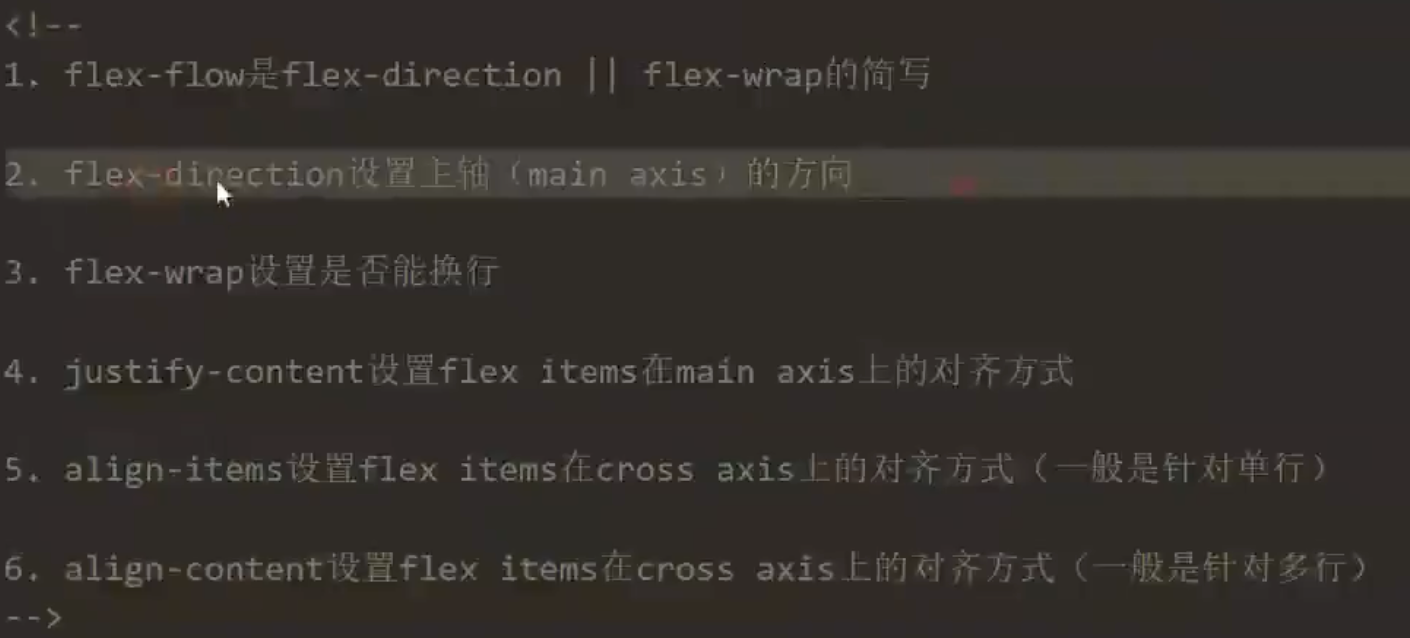 <!--
1. flex-flow是flex-direction || flex-wrap的简写
2. flex-direction设置主轴（main axis）的方向
3. flex-wrap设置是否能换行
4. justify-content设置flex items在main axis上的对齐方式
5. align-items设置flex items在cross axis上的对齐方式（一般是针对单行）
6. align-content设置flex items在cross axis上的对齐方式（一般是针对多行）
-->